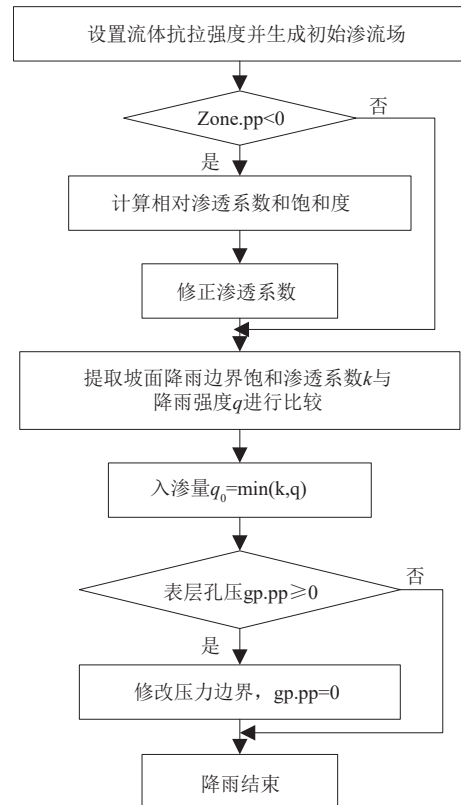 设置流体抗拉强度并生成初始渗流场
Zone.pp<0
否
是
计算相对渗透系数和饱和度
修正渗透系数
提取坡面降雨边界饱和渗透系数k与
降雨强度q进行比较
入渗量q₀=min(k,q)
表层孔压gp.pp≥0
否
是
修改压力边界，gp.pp=0
降雨结束